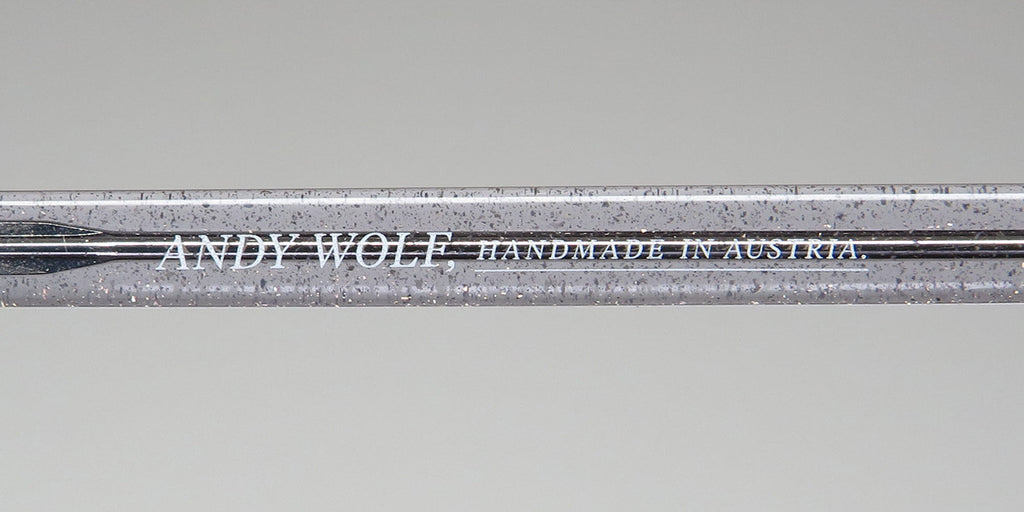 ANDY WOLF, HANDMADE IN AUSTRIA.